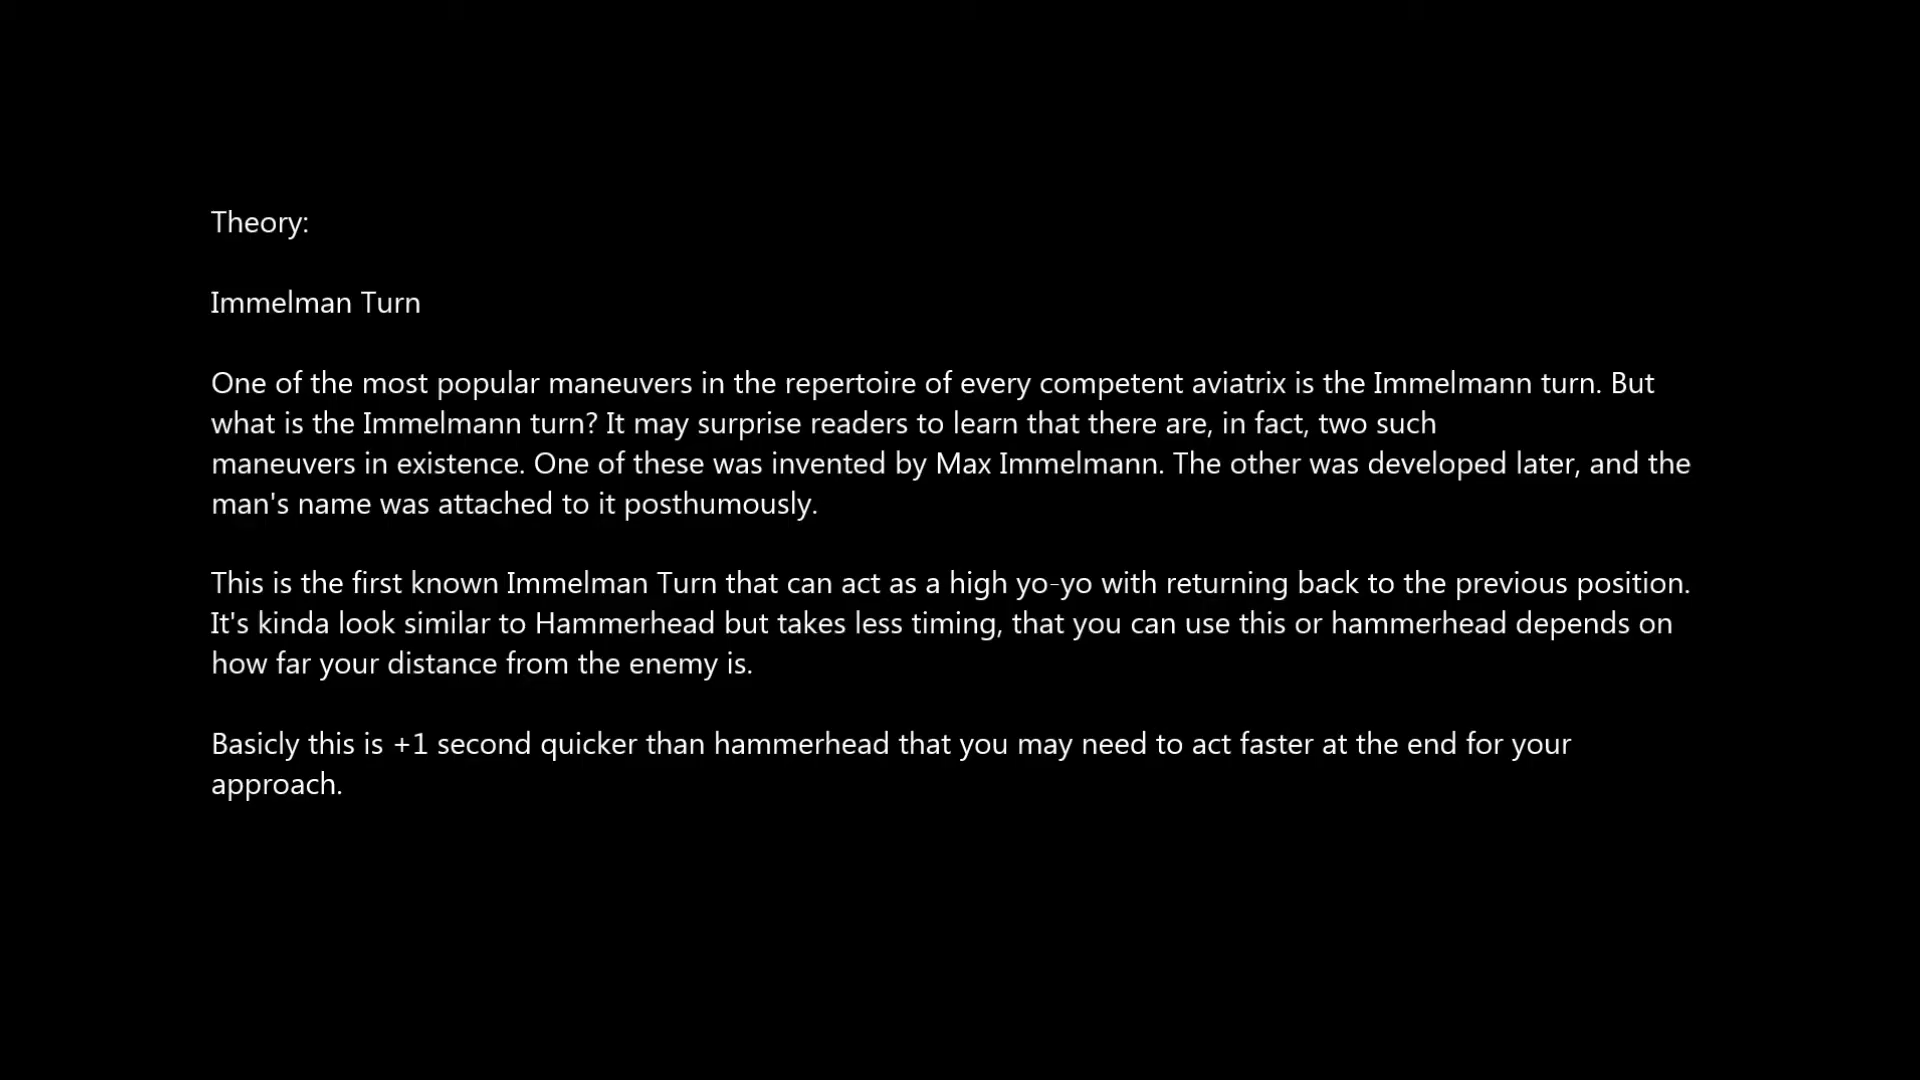 Theory:
Immelman Turn
One of the most popular maneuvers in the repertoire of every competent aviatrix is the Immelmann turn. But
what is the Immelmann turn? It may surprise readers to learn that there are, in fact, two such
maneuvers in existence. One of these was invented by Max Immelmann. The other was developed later, and the
man's name was attached to it posthumously.
This is the first known Immelman Turn that can act as a high yo-yo with returning back to the previous position.
It's kinda look similar to Hammerhead but takes less timing, that you can use this or hammerhead depends on
how far your distance from the enemy is.
Basicly this is +1 second quicker than hammerhead that you may need to act faster at the end for your
approach.